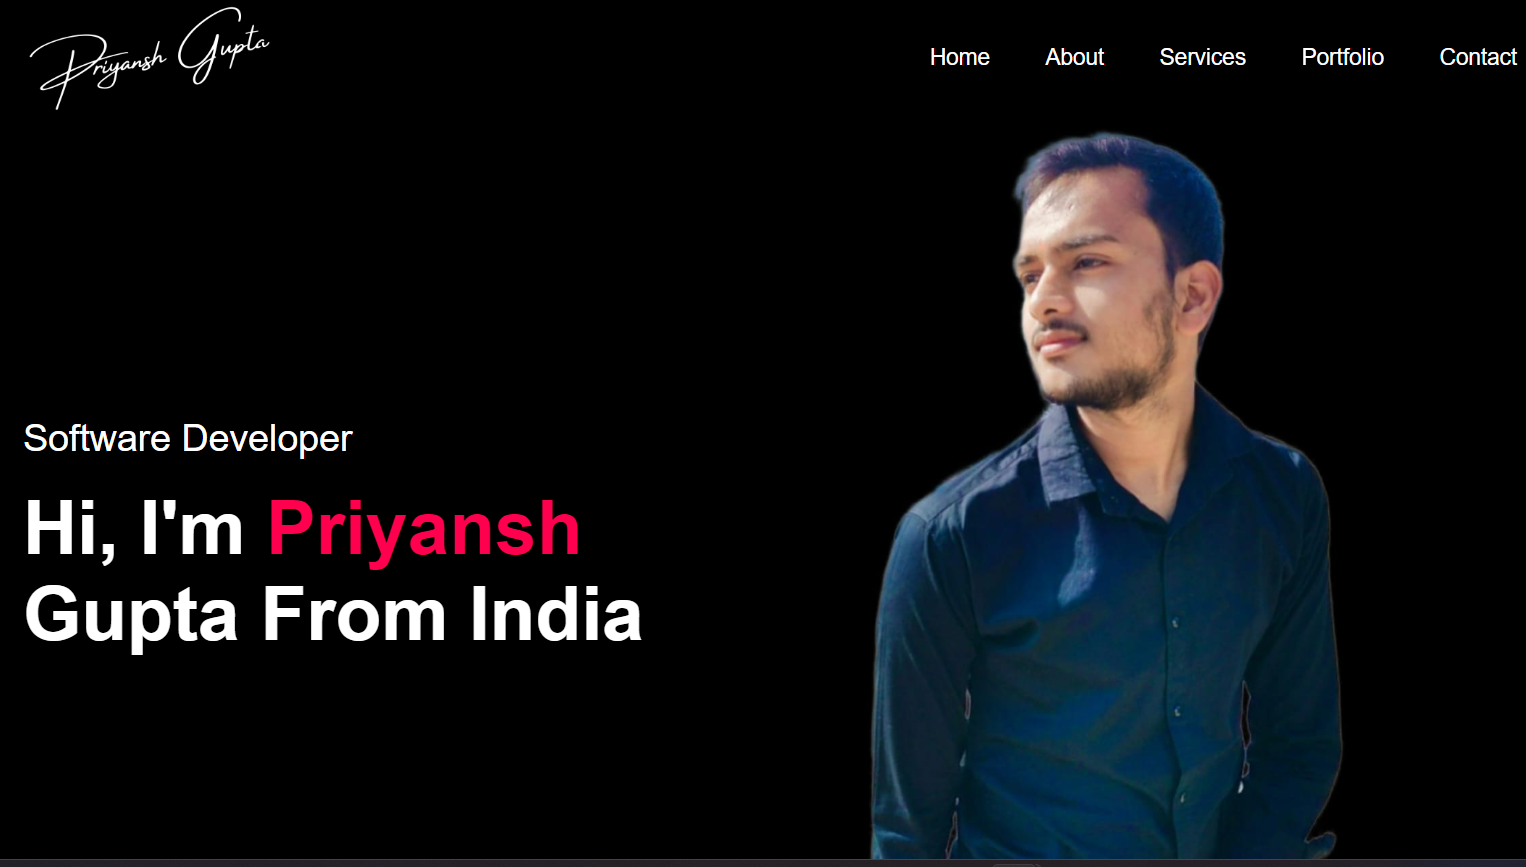 Priyansh Gupta
Home About Services Portfolio Contact
Software Developer
Hi, I'm Priyansh
Gupta From India